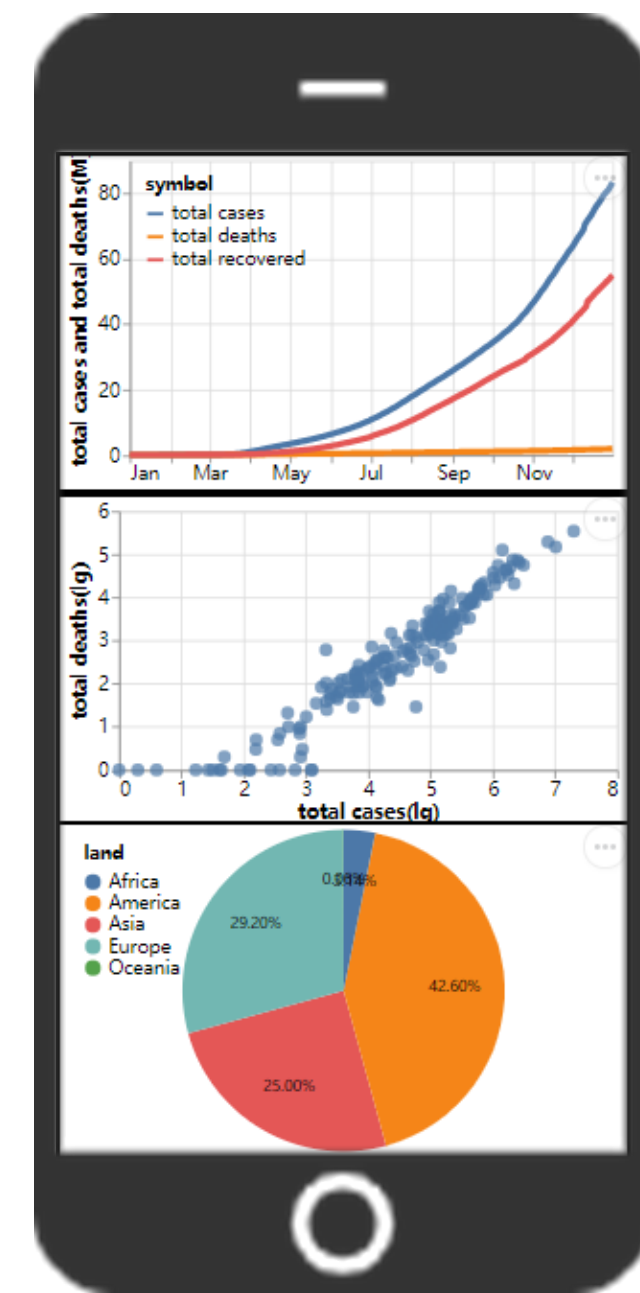 total cases and total deaths(M
symbol
total cases
total deaths
total recovered
80
60
40
20
0
Jan Mar May Jul Sep Nov
total deaths(lg)
6
5
4
3
2
1
0
0 1 2 3 4 5 6 7 8
total cases(lg)
land
Africa
America
Asia
Europe
Oceania
29.20%
42.60%
25.00%